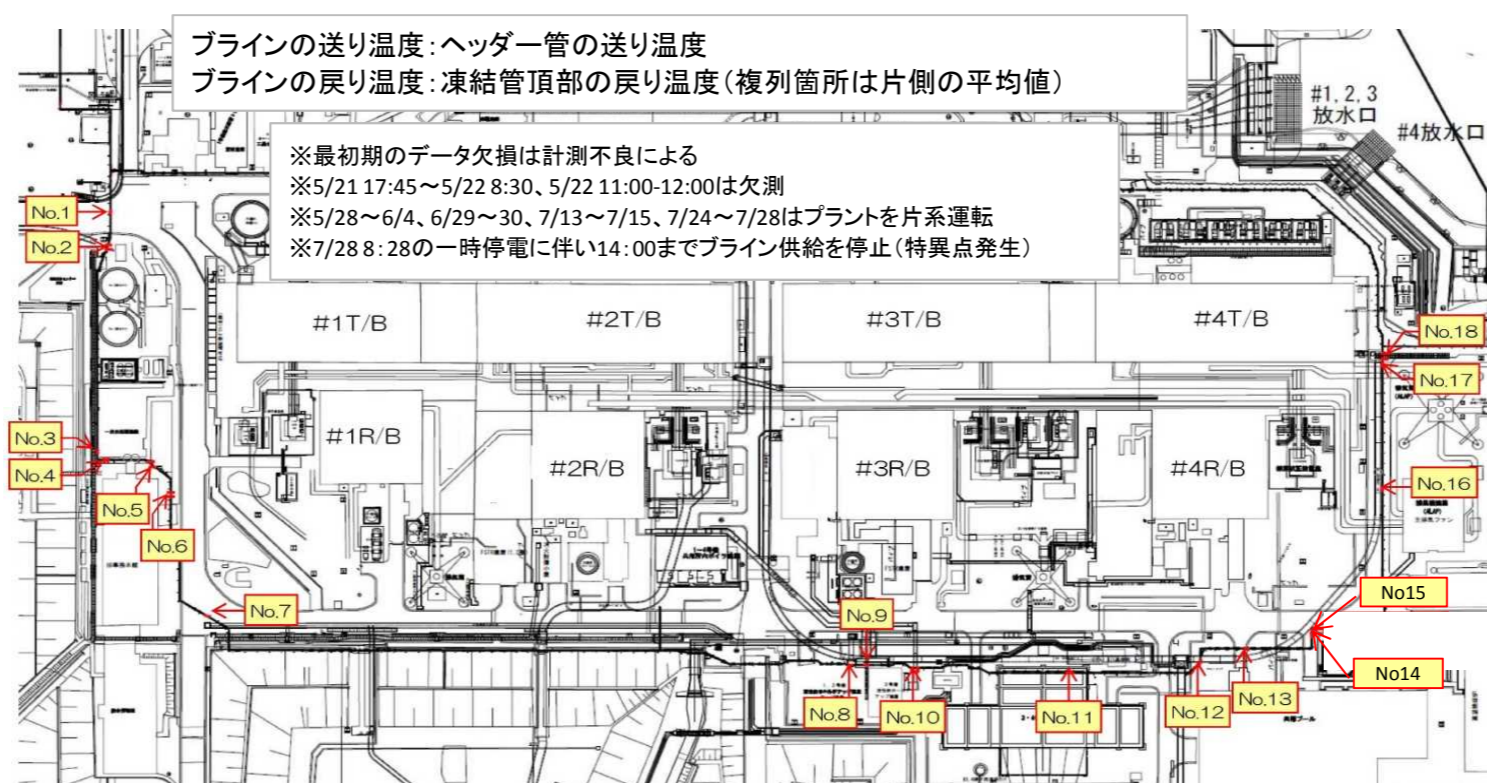 ブラインの送り温度：ヘッダー管の送り温度
ブラインの戻り温度：凍結管頂部の戻り温度（複列箇所は片側の平均値）
※最初期のデータ欠損は計測不良による
※5/21 17:45～5/22 8:30、5/22 11:00-12:00は欠測
※5/28～6/4、6/29～30、7/13～7/15、7/24～7/28はプラントを片系運転
※7/28 8：28の一時停電に伴い14：00までブライン供給を停止（特異点発生）
#1,2,3
放水口
#4放水口
No.1
No.2
#1T/B
#2T/B
#3T/B
#4T/B
No.18
No.17
No.3
No.4
No.5
No.6
#1R/B
#2R/B
#3R/B
#4R/B
No.16
No.7
No.9
No15
No14
No.8
No.10
No.11
No.12
No.13